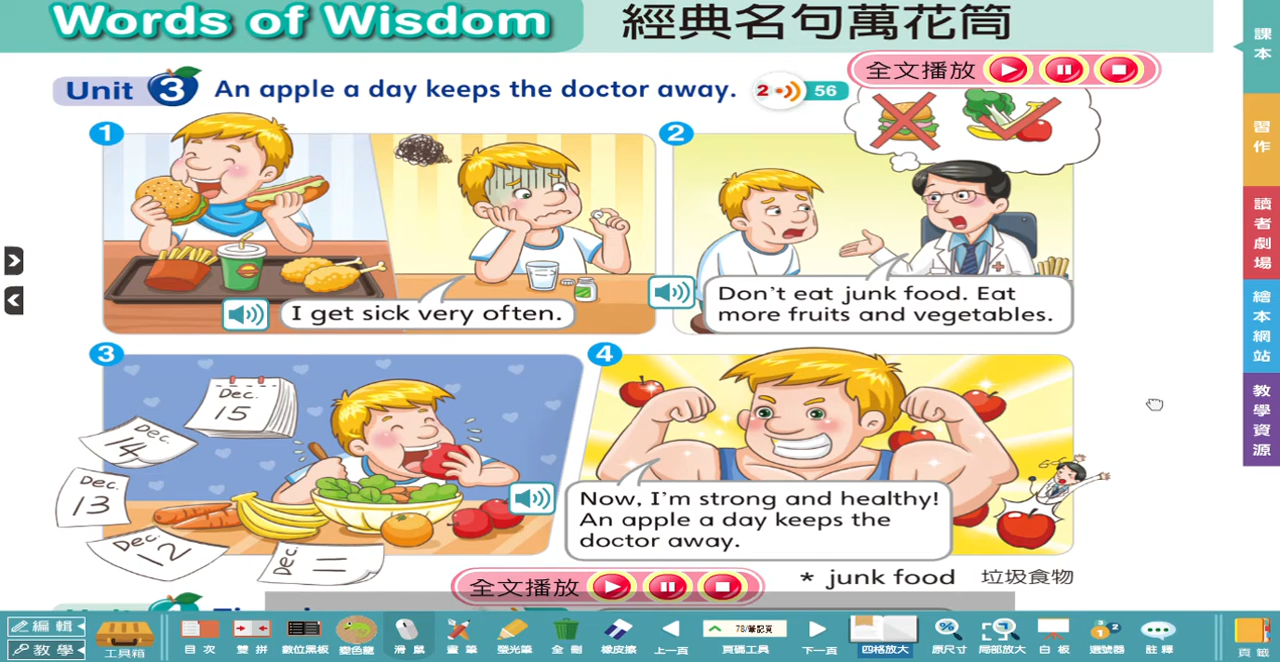 Words of Wisdom 經典名句萬花筒
全文播放
Unit 3 An apple a day keeps the doctor away. 2 56
1
2
I get sick very often.
Don't eat junk food. Eat
more fruits and vegetables.
3
4
Dec.
15
Dec.
14
Dec.
13
Dec.
12
Dec.
11
Now, I'm strong and healthy!
An apple a day keeps the
doctor away.
全文播放
* junk food 垃圾食物
課本
習作
讀者劇場
繪本網站
教學資源
編輯
教學
工具箱
目次
雙拼
數位黑板
變色龍
滑鼠
畫筆
螢光筆
全刪
橡皮擦
上一頁
78/筆記頁
頁碼工具
下一頁
四格放大
原尺寸
局部放大
白板
選號器
註釋
頁籤